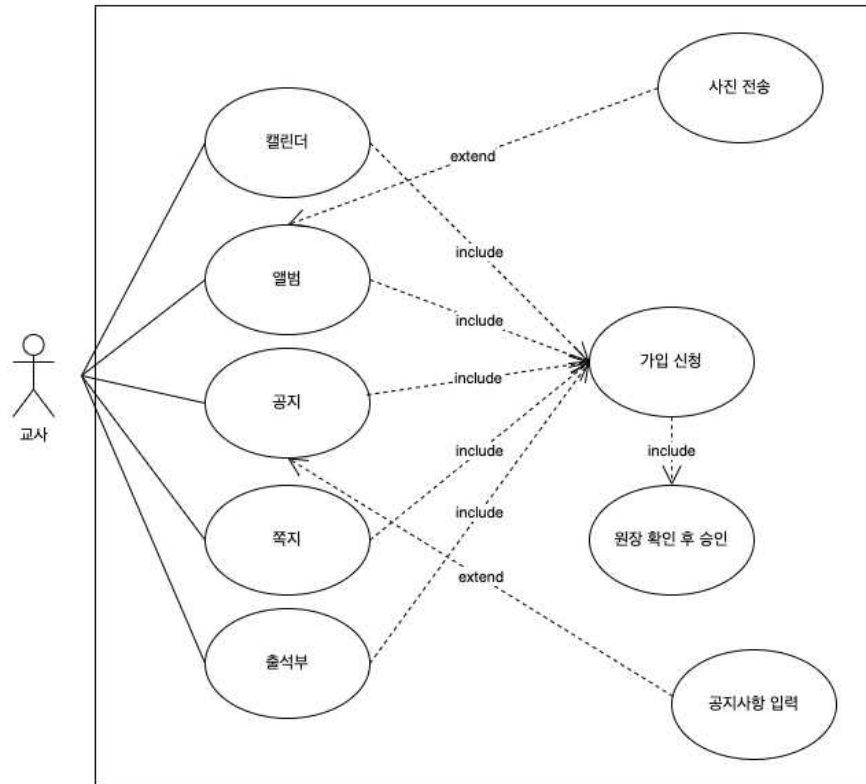 사진 전송
캘린더
extend
include
앨범
include
가입 신청
공지
include
교사
include
include
쪽지
include
원장 확인 후 승인
extend
출석부
공지사항 입력